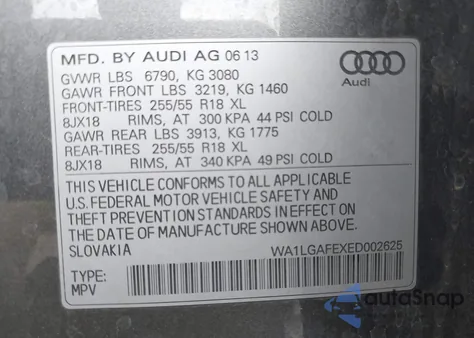 MFD. BY AUDI AG 06 13
GVWR LBS 6790, KG 3080
GAWR FRONT LBS 3219, KG 1460
FRONT-TIRES 255/55 R18 XL
8JX18 RIMS, AT 300 KPA 44 PSI COLD
GAWR REAR LBS 3913, KG 1775
REAR-TIRES 255/55 R18 XL
8JX18 RIMS, AT 340 KPA 49 PSI COLD
Audi
THIS VEHICLE CONFORMS TO ALL APPLICABLE
U.S. FEDERAL MOTOR VEHICLE SAFETY AND
THEFT PREVENTION STANDARDS IN EFFECT ON
THE DATE OF MANUFACTURE SHOWN ABOVE.
SLOVAKIA WA1LGAFEXED002625
TYPE:
MPV
autoSnap